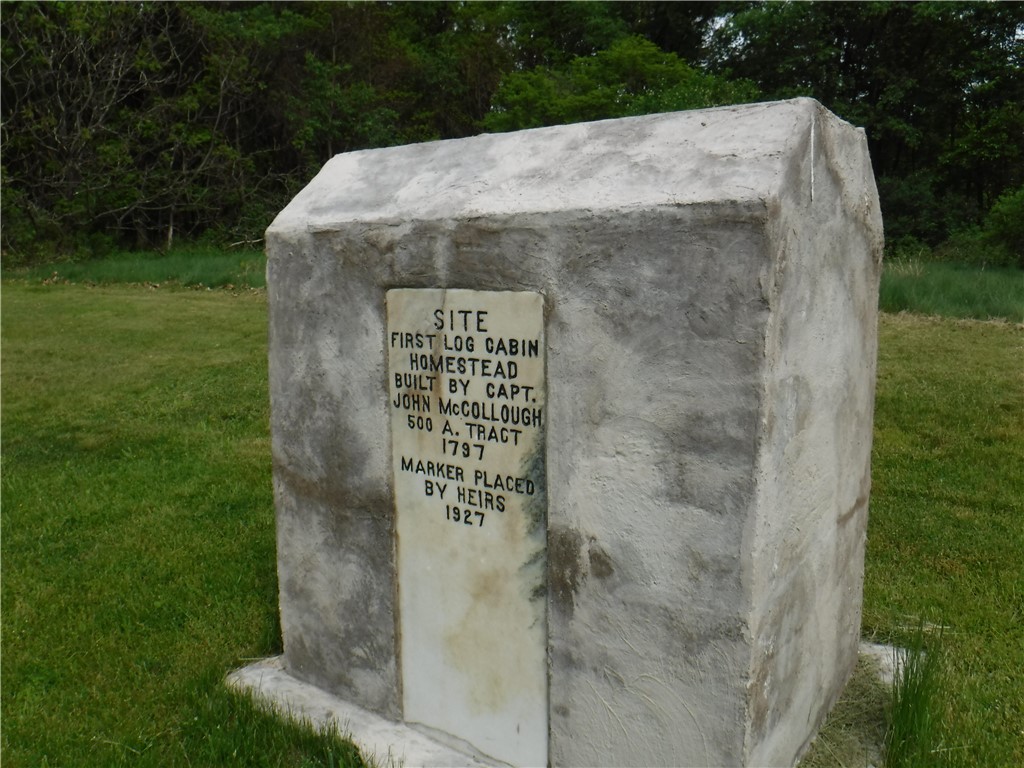 SITE
FIRST LOG CABIN
HOMESTEAD
BUILT BY CAPT.
JOHN McCOLLOUGH
500 A. TRACT
1797
MARKER PLACED
BY HEIRS
1927